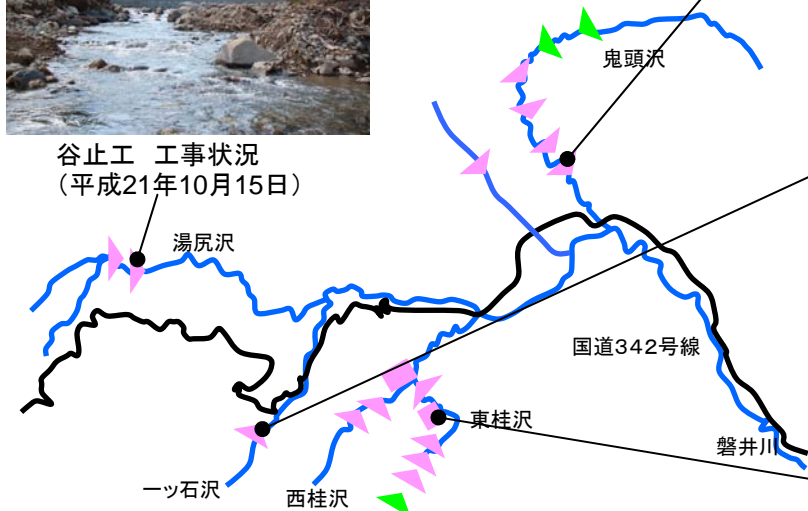 鬼頭沢
谷止工 工事状況
（平成21年10月15日）
湯尻沢
国道342号線
東桂沢
磐井川
一ッ石沢
西桂沢